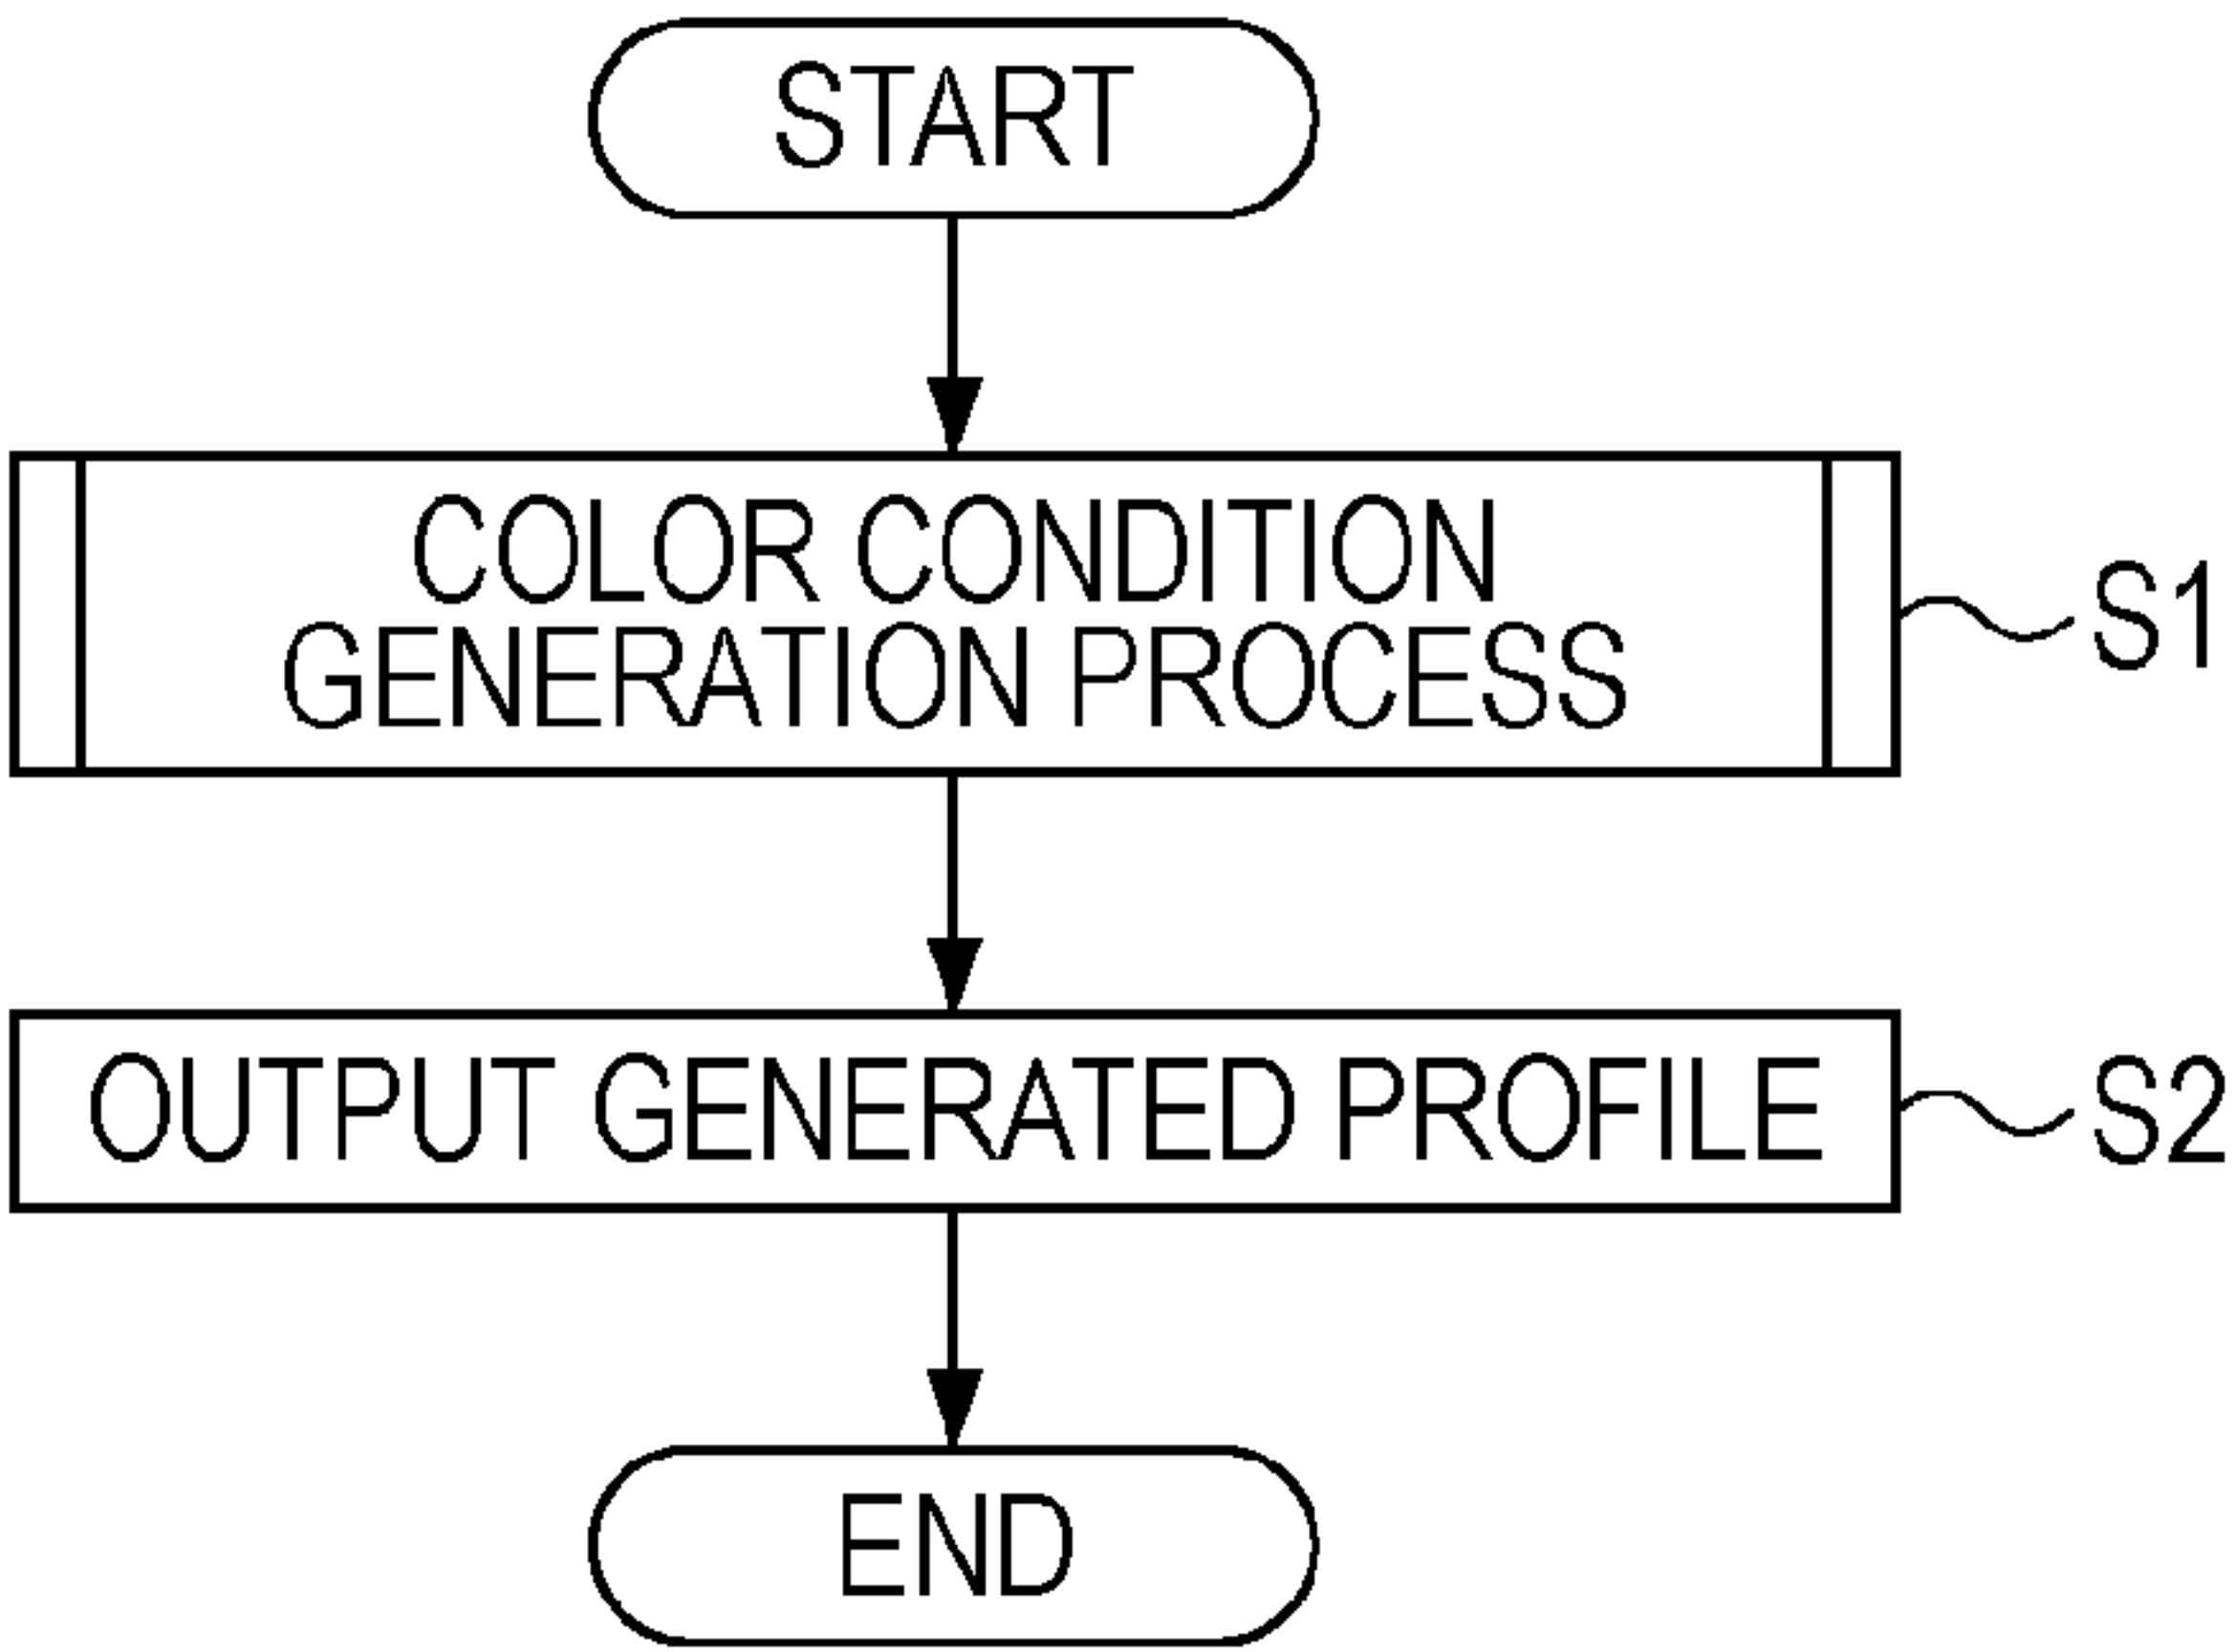 START
COLOR CONDITION
GENERATION PROCESS
S1
OUTPUT GENERATED PROFILE
S2
END